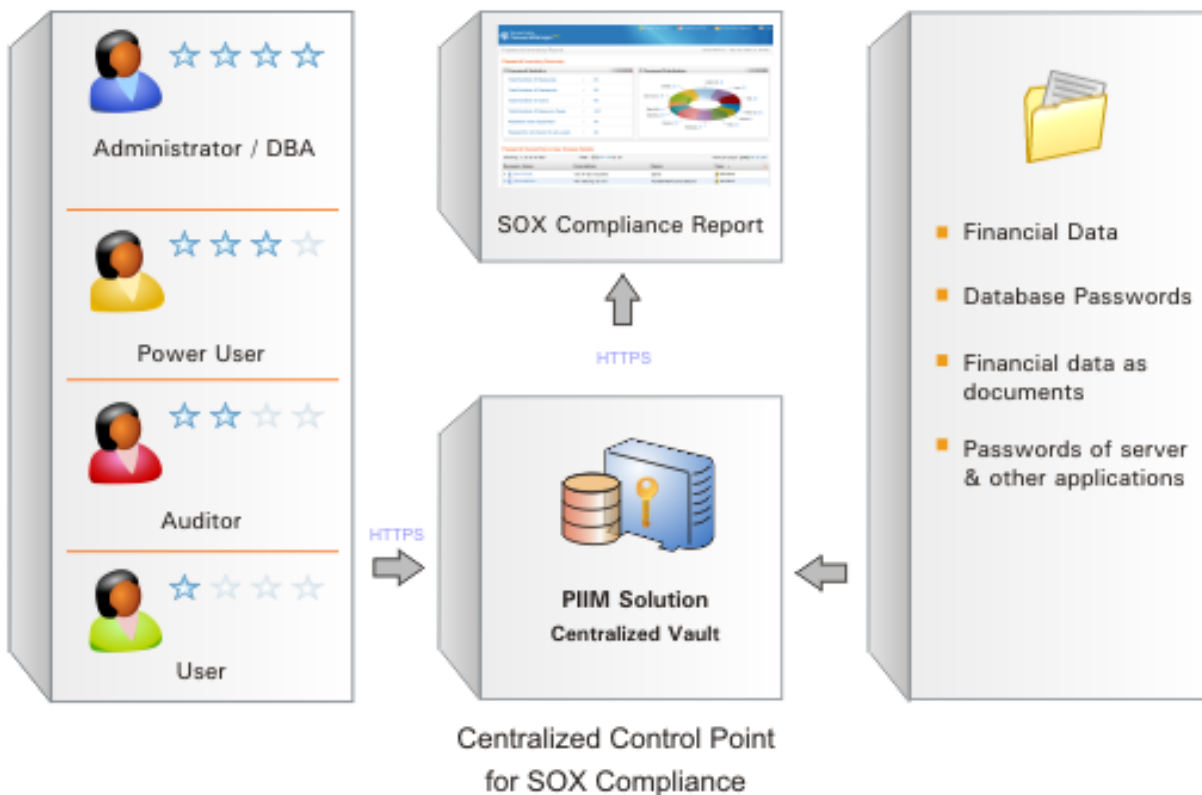 Administrator / DBA
Power User
Auditor
User
HTTPS
SOX Compliance Report
HTTPS
PIIM Solution
Centralized Vault
Centralized Control Point
for SOX Compliance
Financial Data
Database Passwords
Financial data as
documents
Passwords of server
& other applications